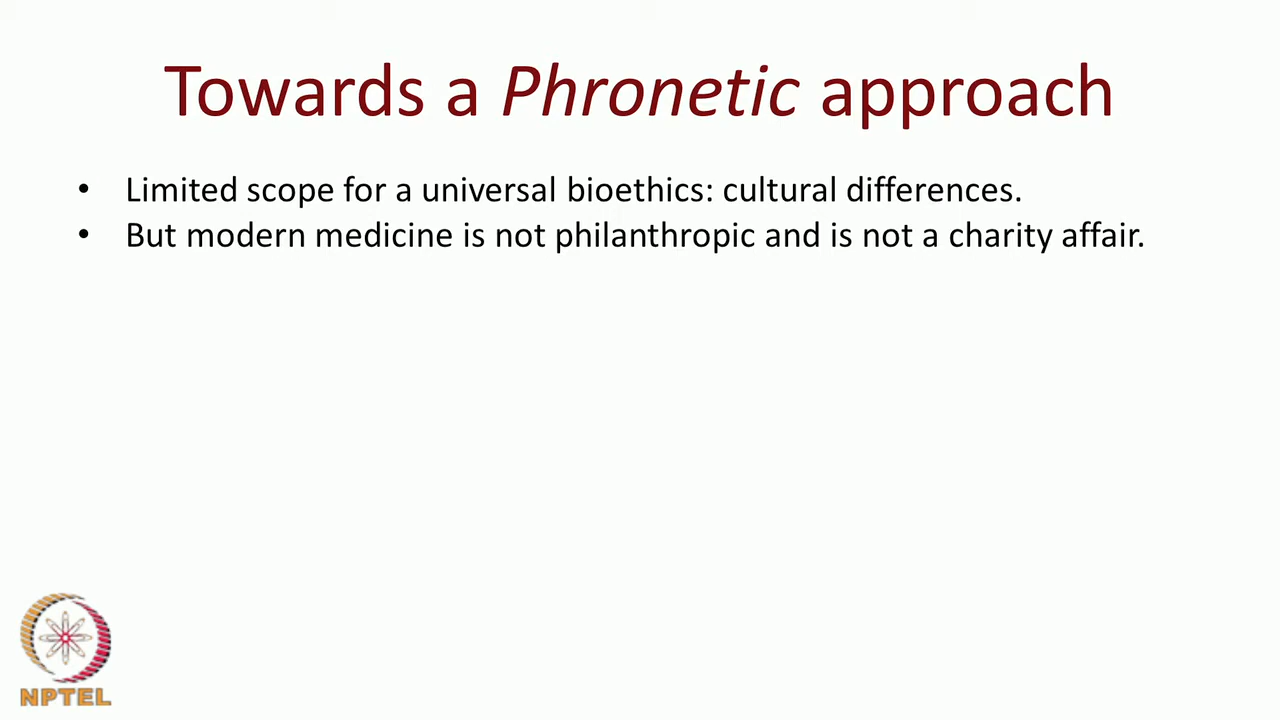 Towards a Phronetic approach
• Limited scope for a universal bioethics: cultural differences.
• But modern medicine is not philanthropic and is not a charity affair.
NPTEL